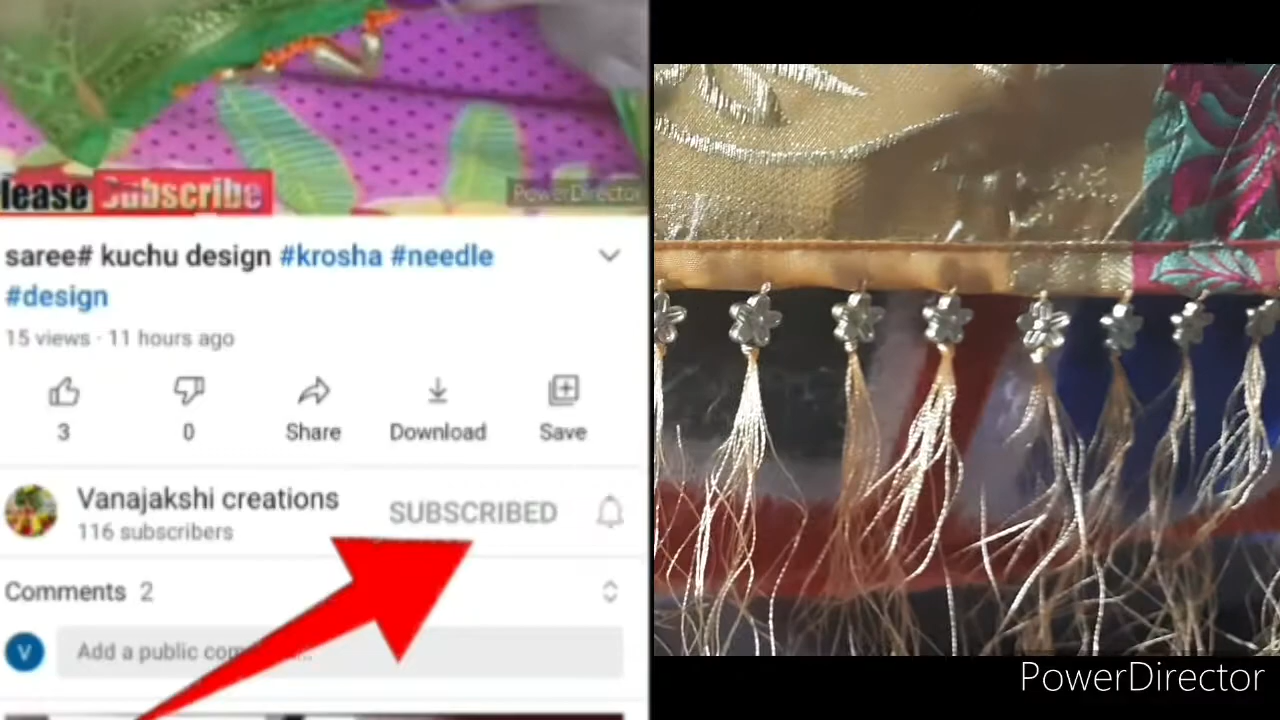 lease Subscribe
PowerDirector
saree# kuchu design #krosha #needle
#design
15 views · 11 hours ago
3
0
Share
Download
Save
Vanajakshi creations
116 subscribers
SUBSCRIBED
Comments 2
V
Add a public com...
PowerDirector